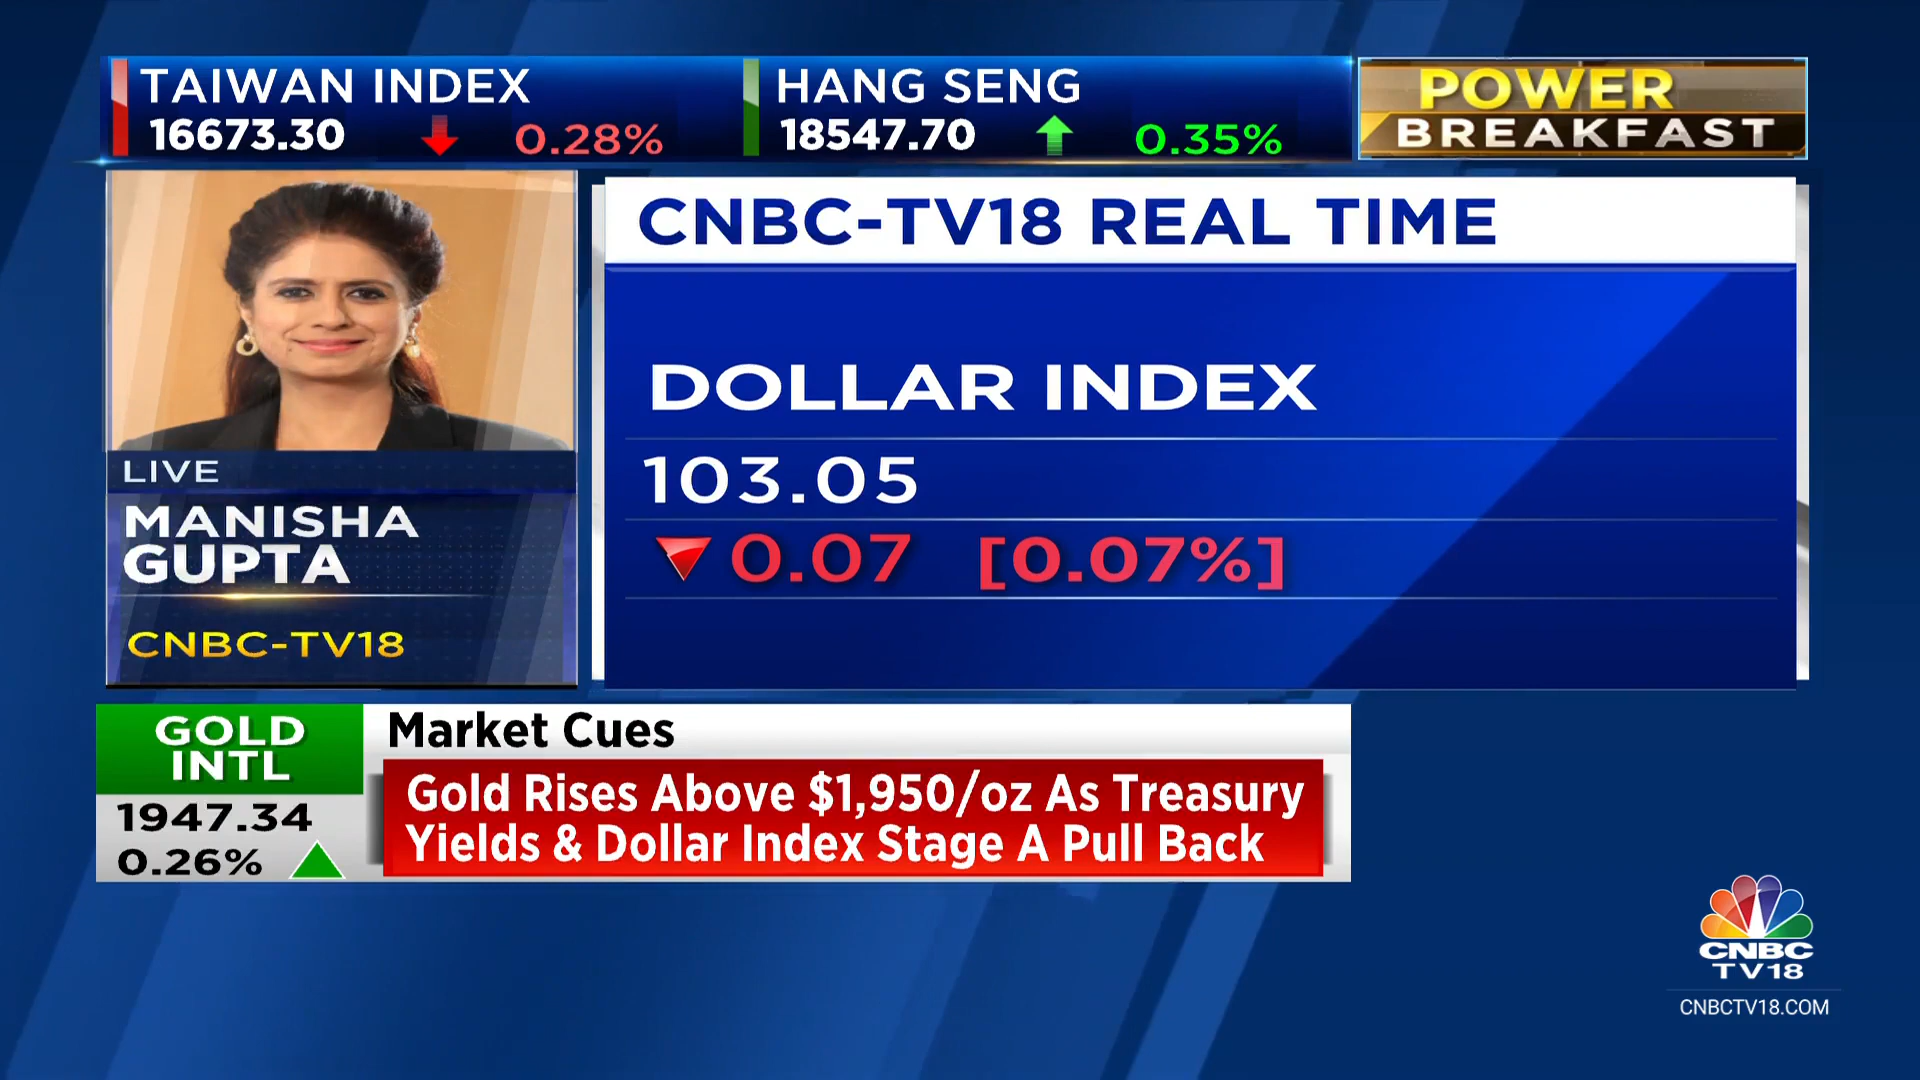 TAIWAN INDEX
16673.30 0.28%
HANG SENG
18547.70 0.35%
POWER
BREAKFAST
CNBC-TV18 REAL TIME
DOLLAR INDEX
103.05
0.07 [0.07%]
LIVE
MANISHA
GUPTA
CNBC-TV18
GOLD
INTL
1947.34
0.26%
Market Cues
Gold Rises Above $1,950/oz As Treasury
Yields & Dollar Index Stage A Pull Back
CNBC
TV18
CNBCTV18.COM